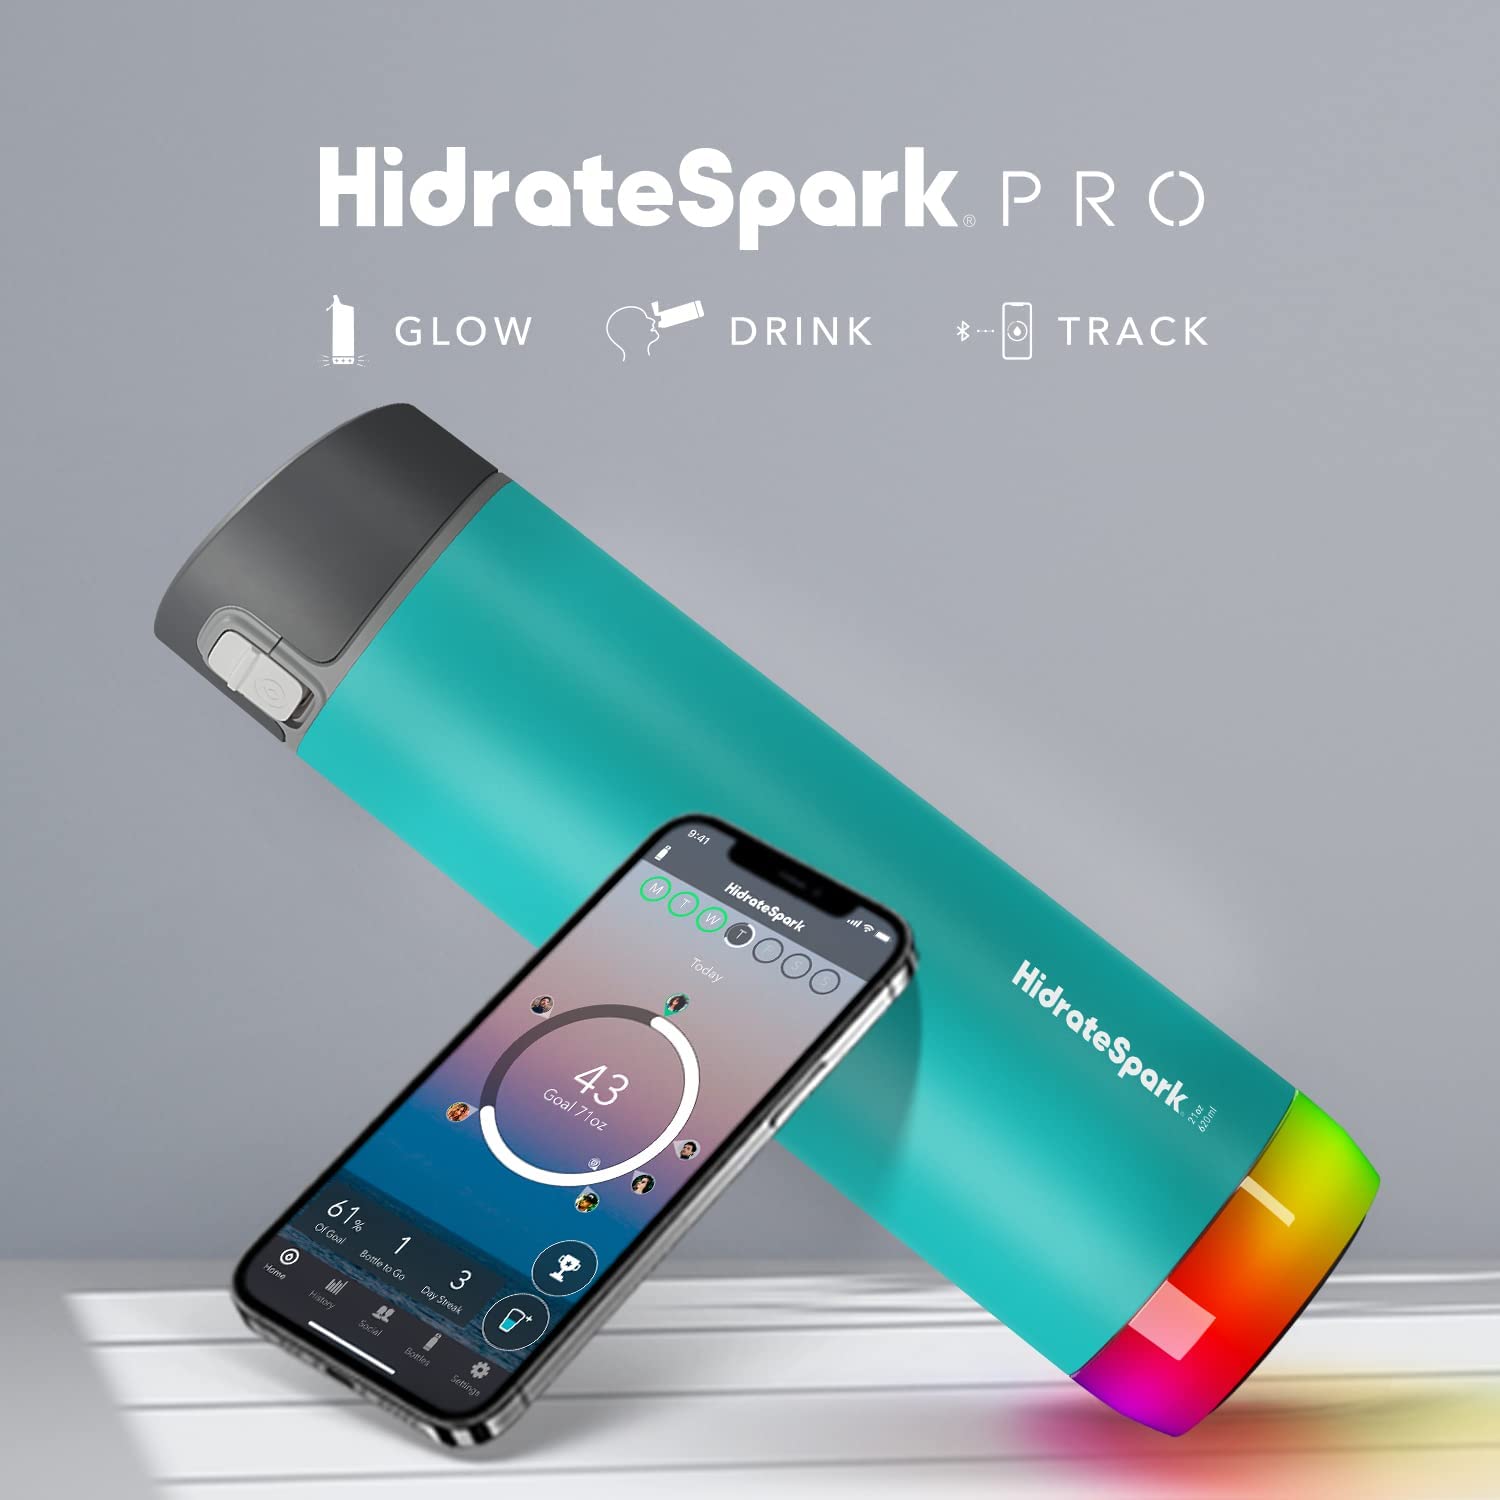 HidrateSpark® PRO
GLOW
DRINK
TRACK
9:41
HidrateSpark
M T W T F S S
Today
43
Goal 71oz
61%
Of Goal
1
Bottle to Go
3
Day Streak
Home
History
Social
Bottles
Settings
HidrateSpark
21oz
620ml